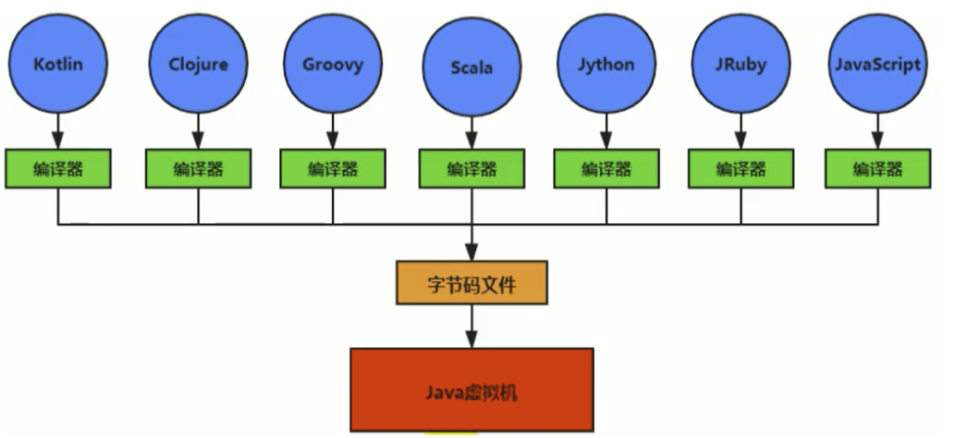 Kotlin
Clojure
Groovy
Scala
Jython
JRuby
JavaScript
编译器
编译器
编译器
编译器
编译器
编译器
编译器
字节码文件
Java虚拟机